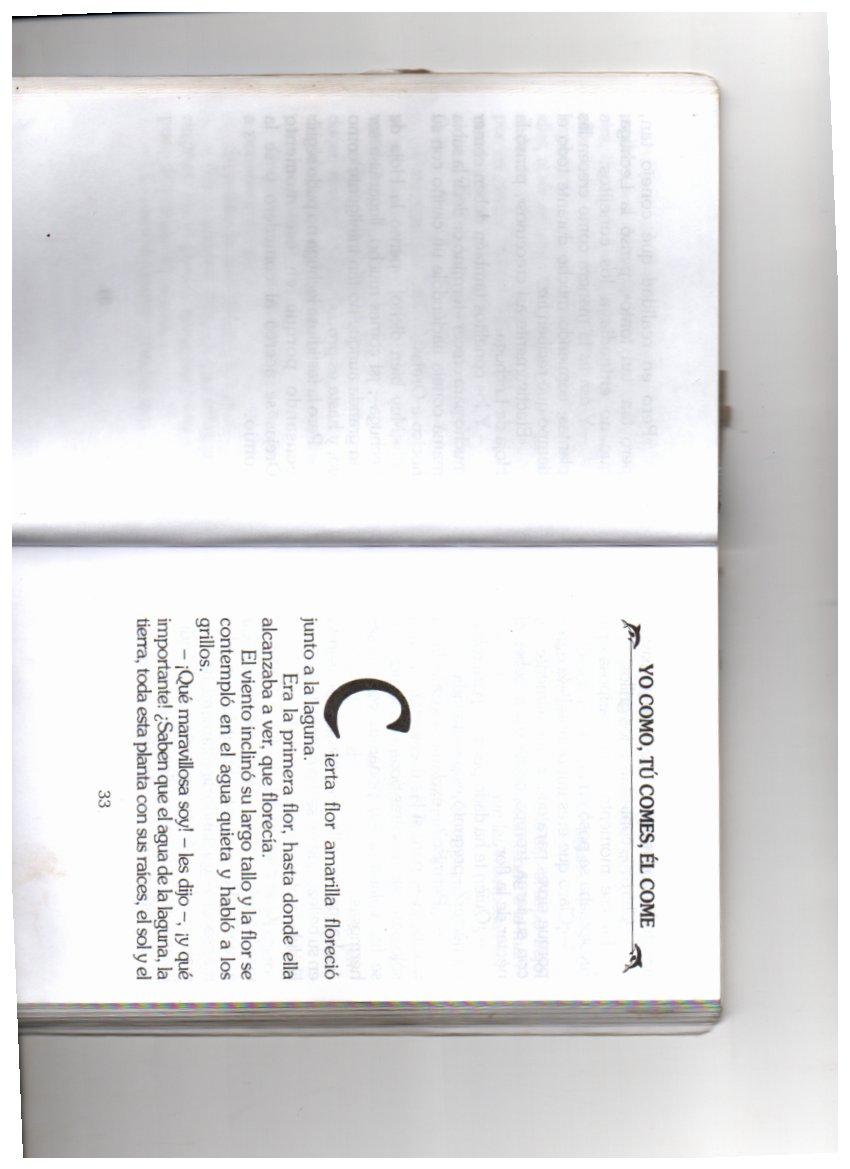 YO COMO, TÚ COMES, ÉL COME
Cierta flor amarilla floreció
junto a la laguna.
Era la primera flor, hasta donde ella
alcanzaba a ver, que florecía.
El viento inclinó su largo tallo y la flor se
contempló en el agua quieta y habló a los
grillos.
– ¡Qué maravillosa soy! – les dijo –, ¡y qué
importante! ¿Saben que el agua de la laguna, la
tierra, toda esta planta con sus raíces, el sol y el
33